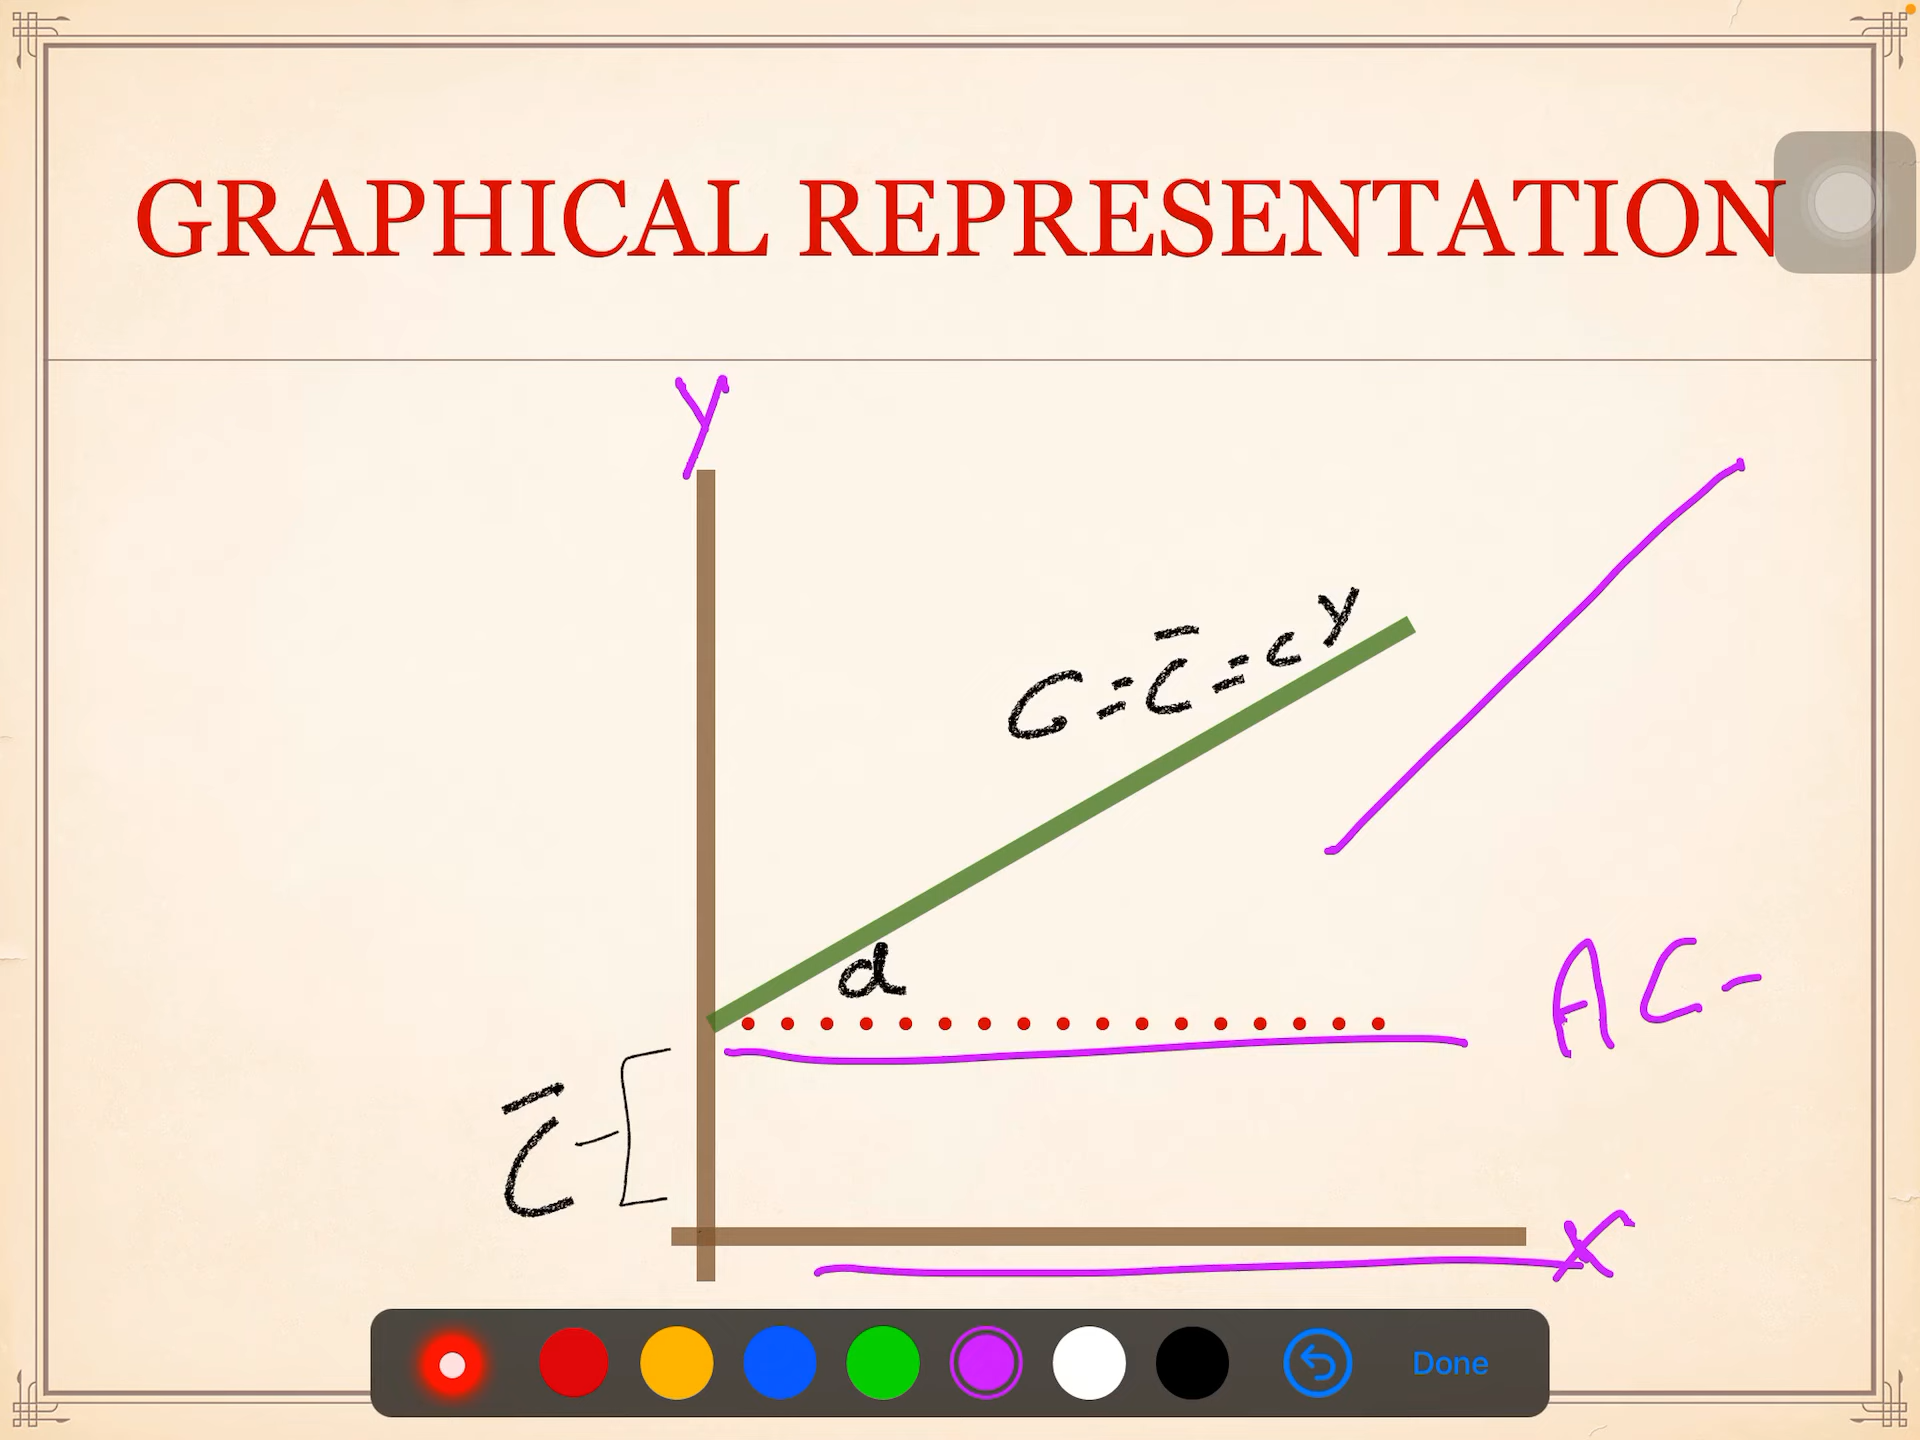 GRAPHICAL REPRESENTATION
y
C = C̄ = cy
α
AC-
C̄
x
Done